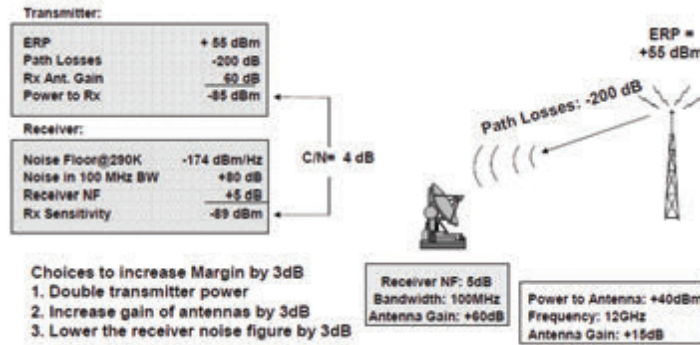 Transmitter:
ERP + 55 dBm
Path Losses -200 dB
Rx Ant. Gain 60 dB
Power to Rx -85 dBm
Receiver:
Noise Floor@290K -174 dBm/Hz
Noise in 100 MHz BW +80 dB
Receiver NF +5 dB
Rx Sensitivity -89 dBm
C/N= 4 dB
Choices to increase Margin by 3dB
1. Double transmitter power
2. Increase gain of antennas by 3dB
3. Lower the receiver noise figure by 3dB
ERP =
+55 dBm
Path Losses: -200 dB
Receiver NF: 5dB
Bandwidth: 100MHz
Antenna Gain: +60dB
Power to Antenna: +40dBm
Frequency: 12GHz
Antenna Gain: +15dB